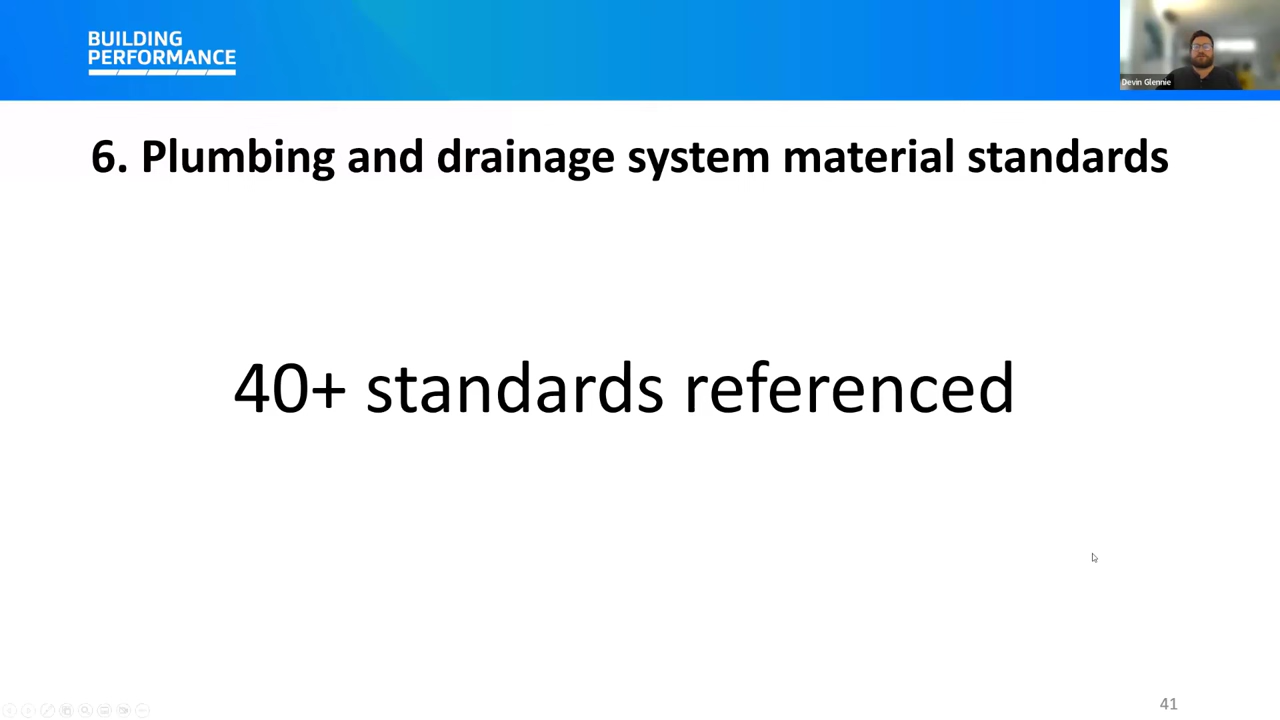 BUILDING
PERFORMANCE
Devin Glennie
6. Plumbing and drainage system material standards
40+ standards referenced
41